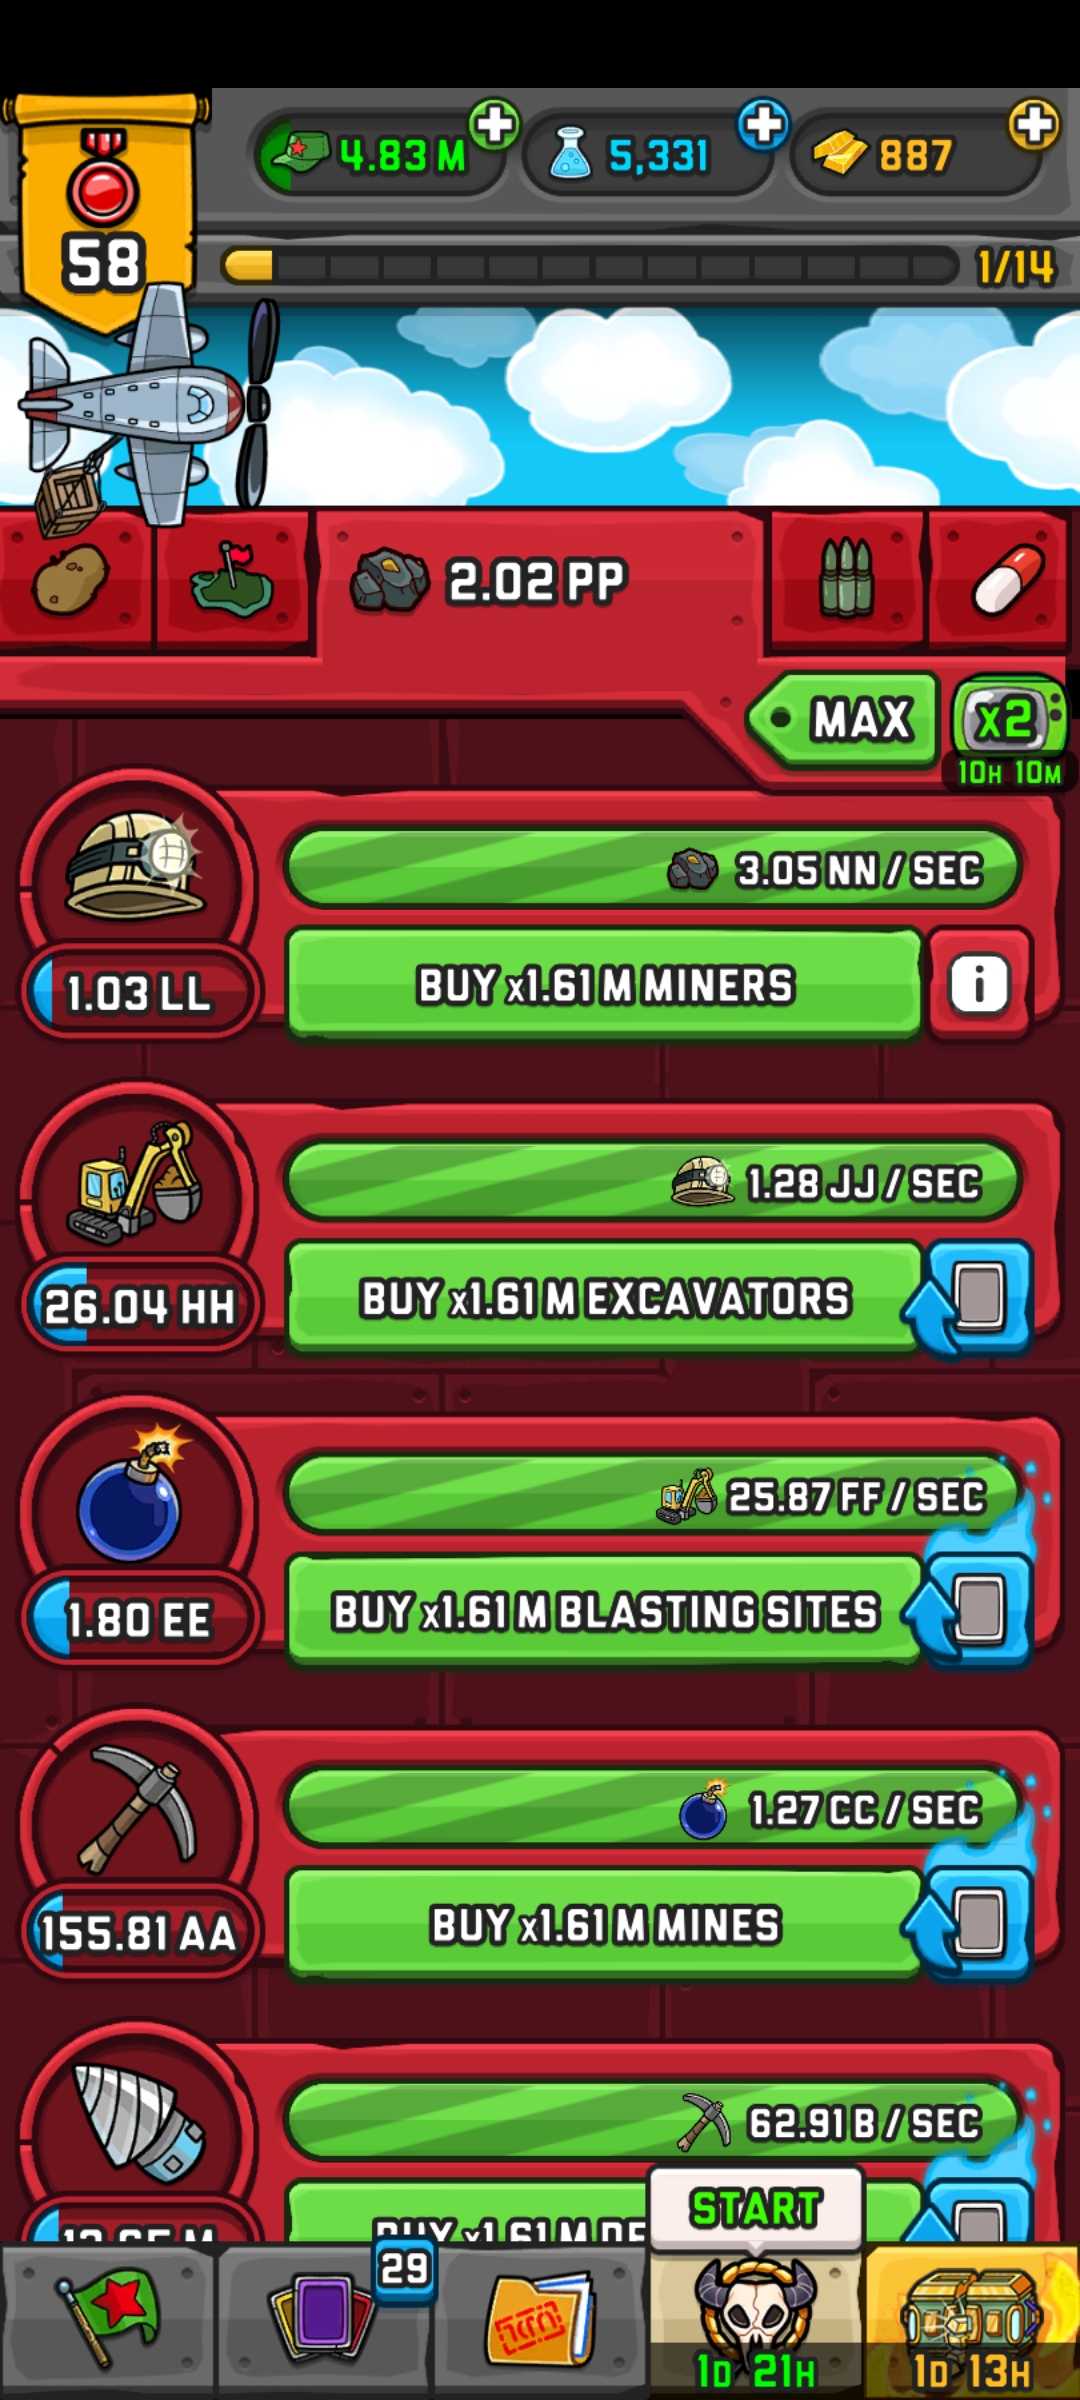 4.83 M
5,331
887
58
1/14
2.02 PP
MAX
x2
10H 10M
3.05 NN / SEC
1.03 LL
BUY x1.61 M MINERS
i
1.28 JJ / SEC
26.04 HH
BUY x1.61 M EXCAVATORS
25.87 FF / SEC
1.80 EE
BUY x1.61 M BLASTING SITES
1.27 CC / SEC
155.81 AA
BUY x1.61 M MINES
62.91 B / SEC
BUY x1.61 M
START
29
1D 21H
1D 13H